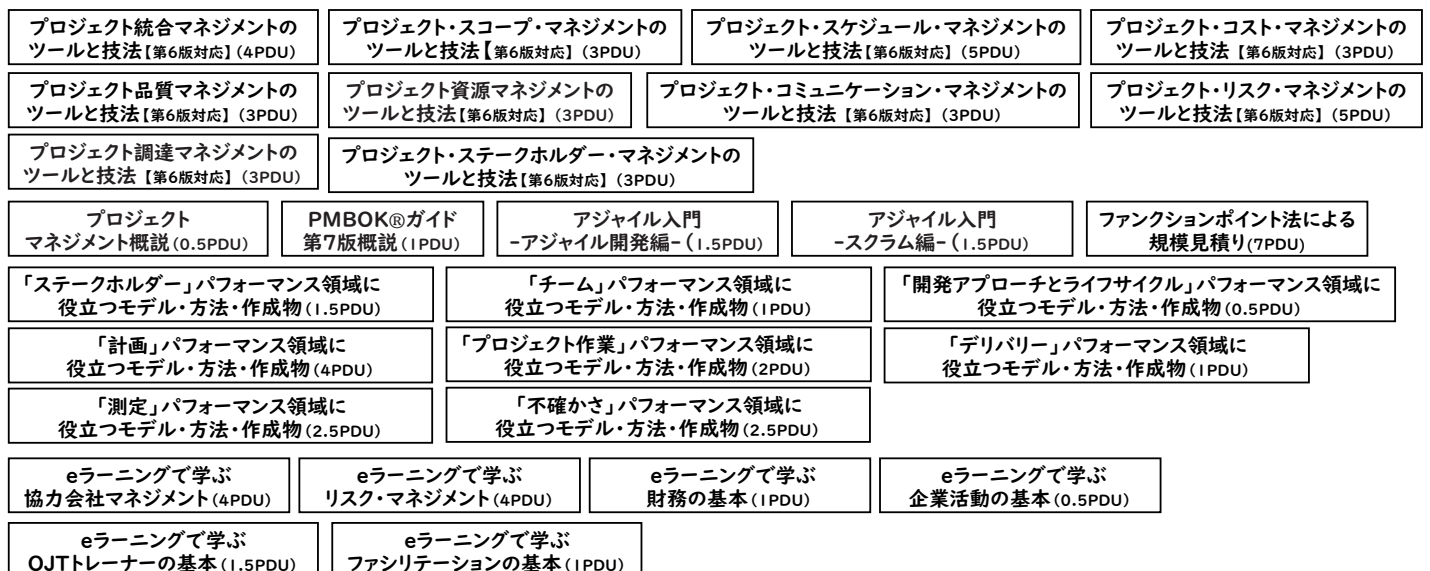 プロジェクト統合マネジメントの
ツールと技法【第6版対応】(4PDU)
プロジェクト・スコープ・マネジメントの
ツールと技法【第6版対応】(3PDU)
プロジェクト・スケジュール・マネジメントの
ツールと技法【第6版対応】(5PDU)
プロジェクト・コスト・マネジメントの
ツールと技法【第6版対応】(3PDU)
プロジェクト品質マネジメントの
ツールと技法【第6版対応】(3PDU)
プロジェクト資源マネジメントの
ツールと技法【第6版対応】(3PDU)
プロジェクト・コミュニケーション・マネジメントの
ツールと技法【第6版対応】(3PDU)
プロジェクト・リスク・マネジメントの
ツールと技法【第6版対応】(5PDU)
プロジェクト調達マネジメントの
ツールと技法【第6版対応】(3PDU)
プロジェクト・ステークホルダー・マネジメントの
ツールと技法【第6版対応】(3PDU)
プロジェクト
マネジメント概説(0.5PDU)
PMBOK®ガイド
第7版概説(1PDU)
アジャイル入門
-アジャイル開発編-(1.5PDU)
アジャイル入門
-スクラム編-(1.5PDU)
ファンクションポイント法による
規模見積り(7PDU)
「ステークホルダー」パフォーマンス領域に
役立つモデル・方法・作成物(1.5PDU)
「チーム」パフォーマンス領域に
役立つモデル・方法・作成物(1PDU)
「開発アプローチとライフサイクル」パフォーマンス領域に
役立つモデル・方法・作成物(0.5PDU)
「計画」パフォーマンス領域に
役立つモデル・方法・作成物(4PDU)
「プロジェクト作業」パフォーマンス領域に
役立つモデル・方法・作成物(2PDU)
「デリバリー」パフォーマンス領域に
役立つモデル・方法・作成物(1PDU)
「測定」パフォーマンス領域に
役立つモデル・方法・作成物(2.5PDU)
「不確かさ」パフォーマンス領域に
役立つモデル・方法・作成物(2.5PDU)
eラーニングで学ぶ
協力会社マネジメント(4PDU)
eラーニングで学ぶ
リスク・マネジメント(4PDU)
eラーニングで学ぶ
財務の基本(1PDU)
eラーニングで学ぶ
企業活動の基本(0.5PDU)
eラーニングで学ぶ
OJTトレーナーの基本(1.5PDU)
eラーニングで学ぶ
ファシリテーションの基本(1PDU)